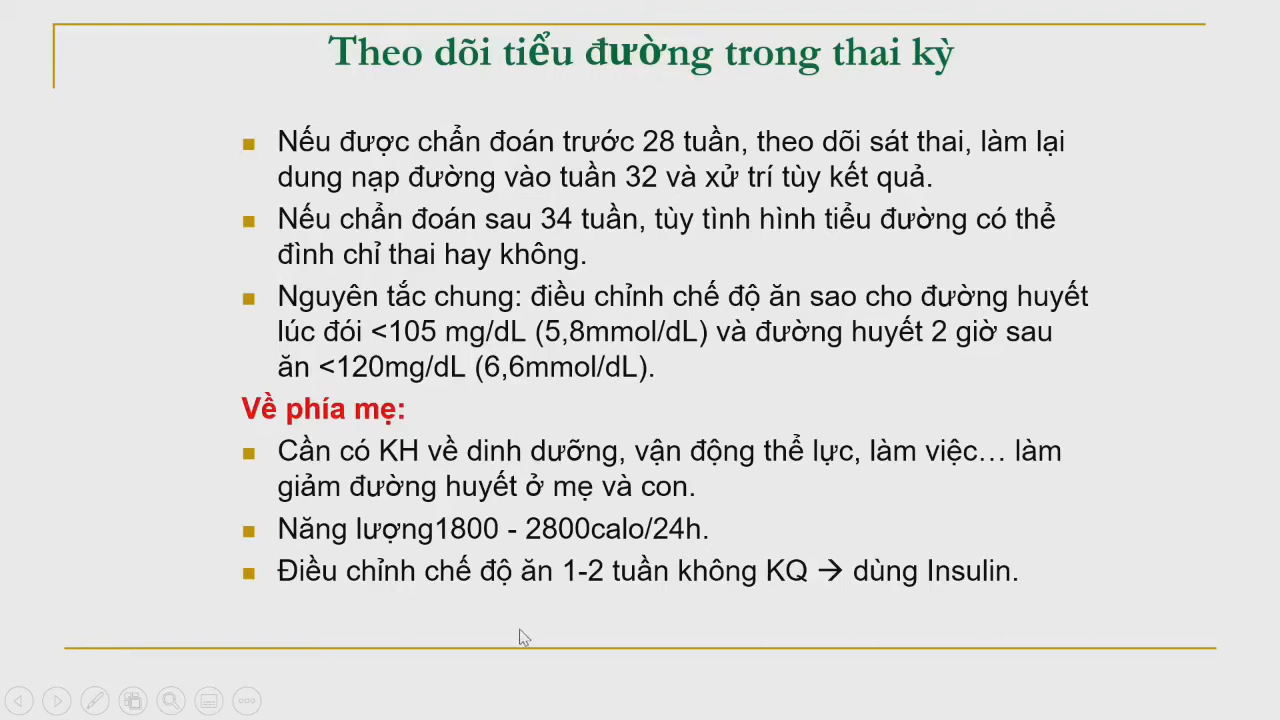 Theo dõi tiểu đường trong thai kỳ
Nếu được chẩn đoán trước 28 tuần, theo dõi sát thai, làm lại
dung nạp đường vào tuần 32 và xử trí tùy kết quả.
Nếu chẩn đoán sau 34 tuần, tùy tình hình tiểu đường có thể
đình chỉ thai hay không.
Nguyên tắc chung: điều chỉnh chế độ ăn sao cho đường huyết
lúc đói <105 mg/dL (5,8mmol/dL) và đường huyết 2 giờ sau
ăn <120mg/dL (6,6mmol/dL).
Về phía mẹ:
Cần có KH về dinh dưỡng, vận động thể lực, làm việc… làm
giảm đường huyết ở mẹ và con.
Năng lượng1800 - 2800calo/24h.
Điều chỉnh chế độ ăn 1-2 tuần không KQ → dùng Insulin.